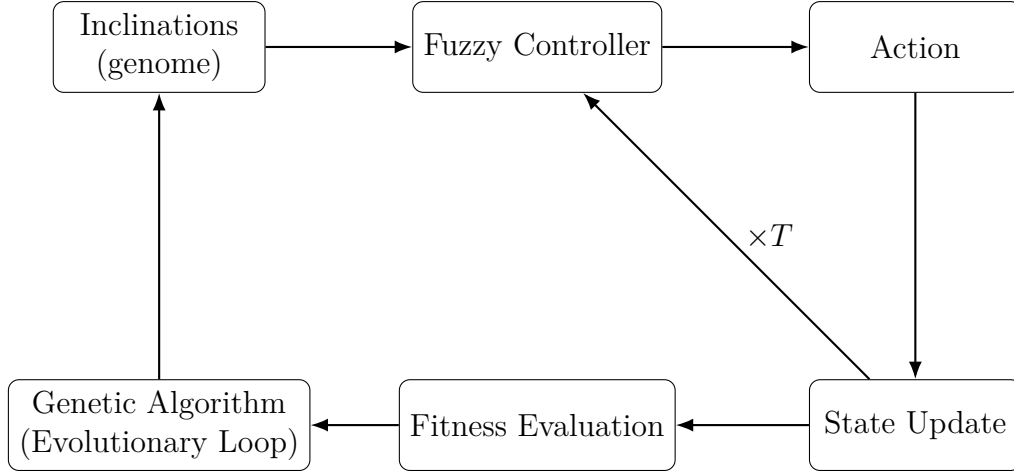 Inclinations
(genome)
Fuzzy Controller
Action
×T
Genetic Algorithm
(Evolutionary Loop)
Fitness Evaluation
State Update